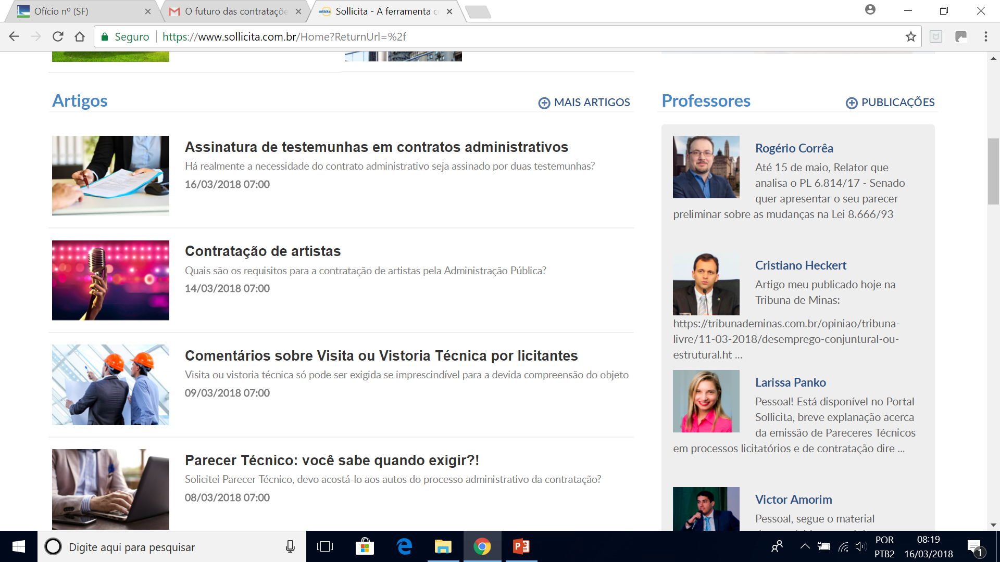 Ofício nº (SF)
O futuro das contrataçõe
Sollicita - A ferramenta c
Seguro
https://www.sollicita.com.br/Home?ReturnUrl=%2f
Artigos
MAIS ARTIGOS
Assinatura de testemunhas em contratos administrativos
Há realmente a necessidade do contrato administrativo seja assinado por duas testemunhas?
16/03/2018 07:00
Contratação de artistas
Quais são os requisitos para a contratação de artistas pela Administração Pública?
14/03/2018 07:00
Comentários sobre Visita ou Vistoria Técnica por licitantes
Visita ou vistoria técnica só pode ser exigida se imprescindível para a devida compreensão do objeto
09/03/2018 07:00
Parecer Técnico: você sabe quando exigir?!
Solicitei Parecer Técnico, devo acostá-lo aos autos do processo administrativo da contratação?
08/03/2018 07:00
Professores
PUBLICAÇÕES
Rogério Corrêa
Até 15 de maio, Relator que
analisa o PL 6.814/17 - Senado
quer apresentar o seu parecer
preliminar sobre as mudanças na Lei 8.666/93
Cristiano Heckert
Artigo meu publicado hoje na
Tribuna de Minas:
https://tribunademinas.com.br/opiniao/tribuna-
livre/11-03-2018/desemprego-conjuntural-ou-
estrutural.ht ...
Larissa Panko
Pessoal! Está disponível no Portal
Sollicita, breve explanação acerca
da emissão de Pareceres Técnicos
em processos licitatórios e de contratação dire ...
Victor Amorim
Pessoal, segue o material
Digite aqui para pesquisar
POR
PTB2
08:19
16/03/2018
1